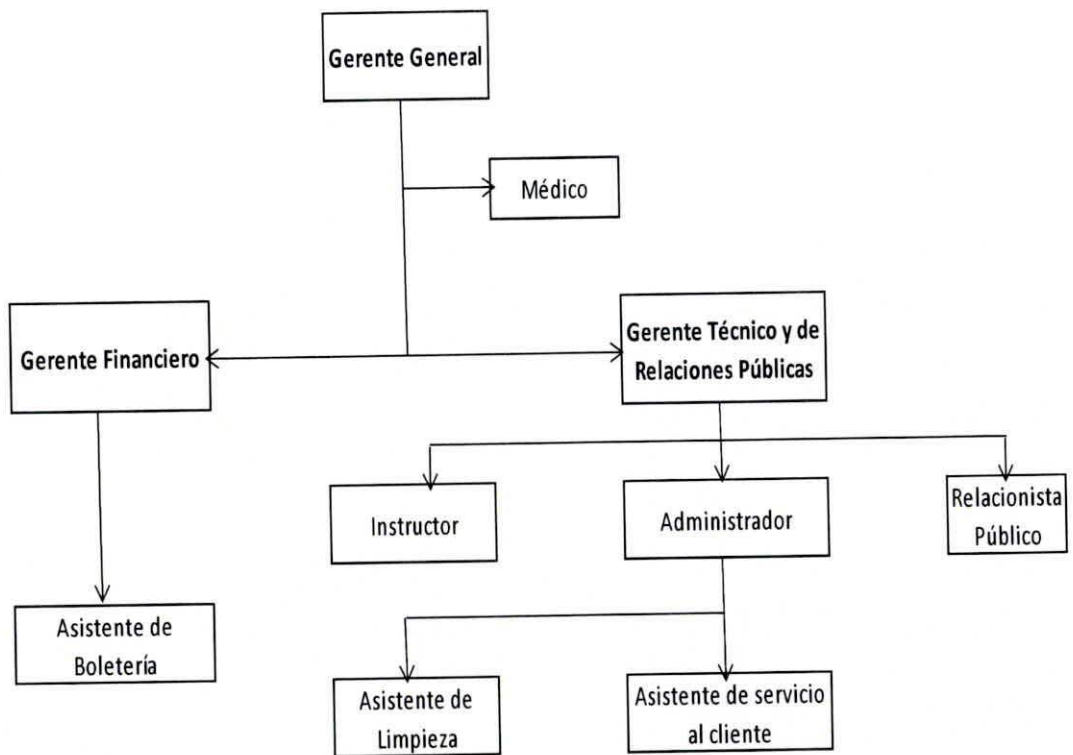 Gerente General
Médico
Gerente Financiero
Gerente Técnico y de
Relaciones Públicas
Instructor
Administrador
Relacionista
Público
Asistente de
Boletería
Asistente de
Limpieza
Asistente de servicio
al cliente